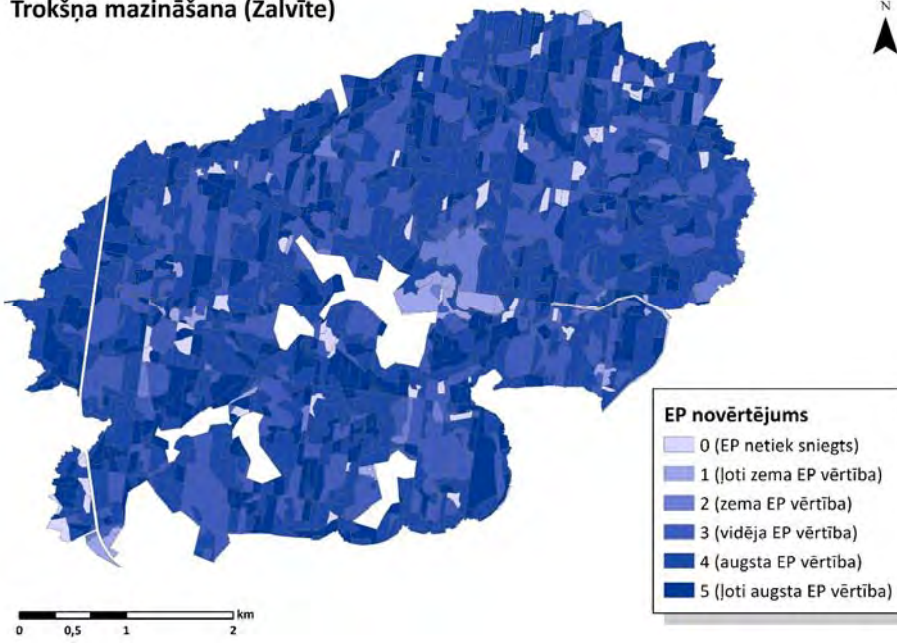 Trokšņa mazināšana (Zalvīte)
N
EP novērtējums
0 (EP netiek sniegts)
1 (ļoti zema EP vērtība)
2 (zema EP vērtība)
3 (vidēja EP vērtība)
4 (augsta EP vērtība)
5 (ļoti augsta EP vērtība)
km
0 0,5 1 2